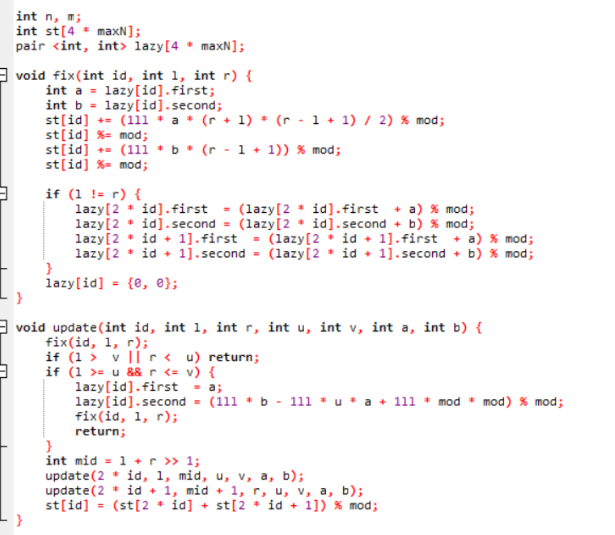 int n, m;
int st[4 * maxN];
pair <int, int> lazy[4 * maxN];
void fix(int id, int l, int r) {
int a = lazy[id].first;
int b = lazy[id].second;
st[id] += (1ll * a * (r + l) * (r - l + 1) / 2) % mod;
st[id] %= mod;
st[id] += (1ll * b * (r - l + 1)) % mod;
st[id] %= mod;
if (l != r) {
lazy[2 * id].first = (lazy[2 * id].first + a) % mod;
lazy[2 * id].second = (lazy[2 * id].second + b) % mod;
lazy[2 * id + 1].first = (lazy[2 * id + 1].first + a) % mod;
lazy[2 * id + 1].second = (lazy[2 * id + 1].second + b) % mod;
}
lazy[id] = {0, 0};
}
void update(int id, int l, int r, int u, int v, int a, int b) {
fix(id, l, r);
if (l > v || r < u) return;
if (l >= u && r <= v) {
lazy[id].first = a;
lazy[id].second = (1ll * b - 1ll * u * a + 1ll * mod * mod) % mod;
fix(id, l, r);
return;
}
int mid = l + r >> 1;
update(2 * id, l, mid, u, v, a, b);
update(2 * id + 1, mid + 1, r, u, v, a, b);
st[id] = (st[2 * id] + st[2 * id + 1]) % mod;
}